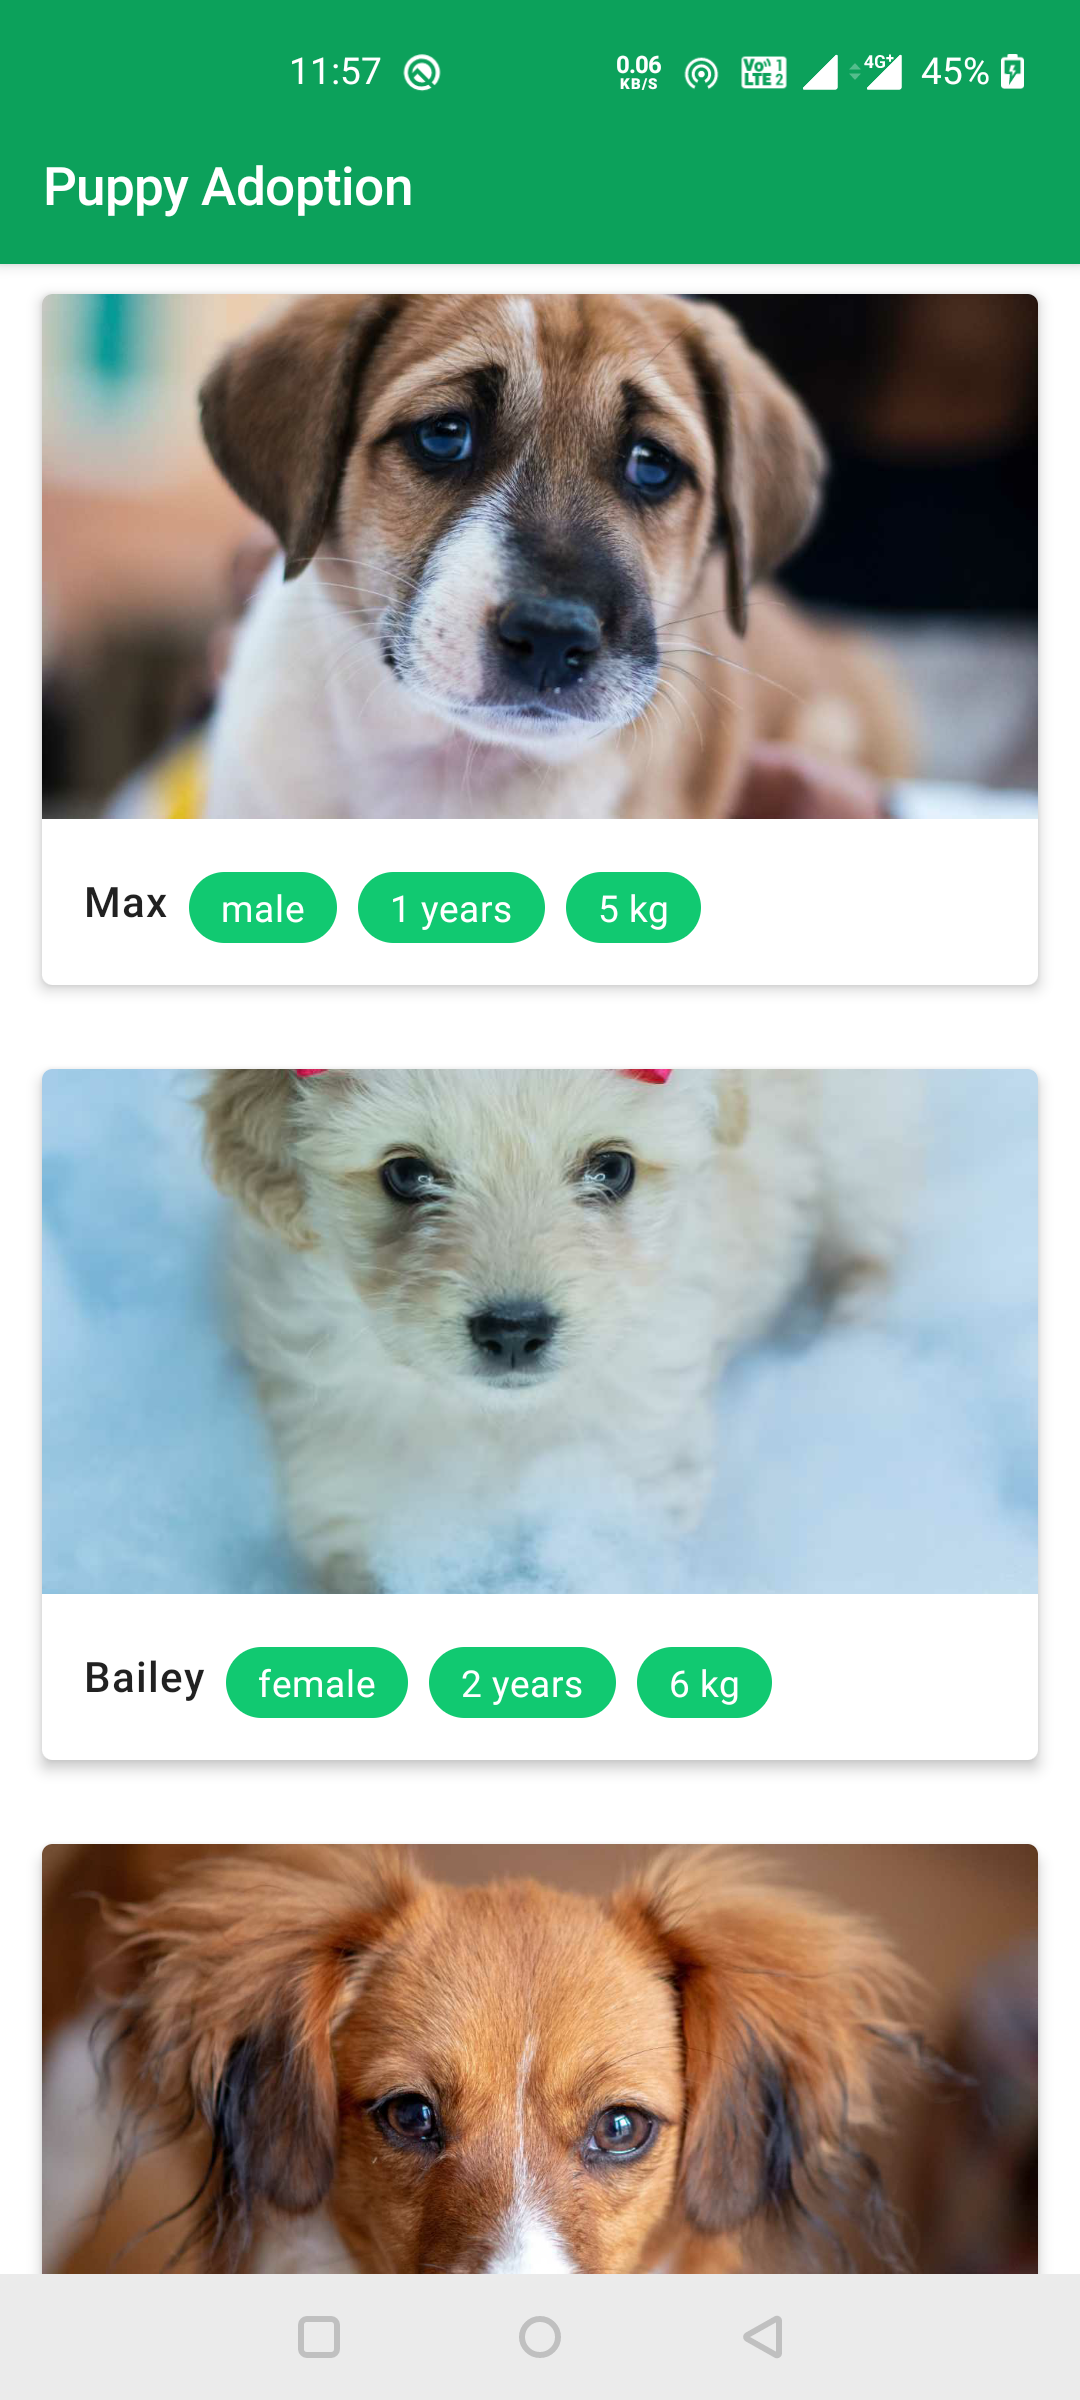 11:57 0.06 KB/S Vo)) 1 LTE 2 4G+ 45%
Puppy Adoption
Max male 1 years 5 kg
Bailey female 2 years 6 kg